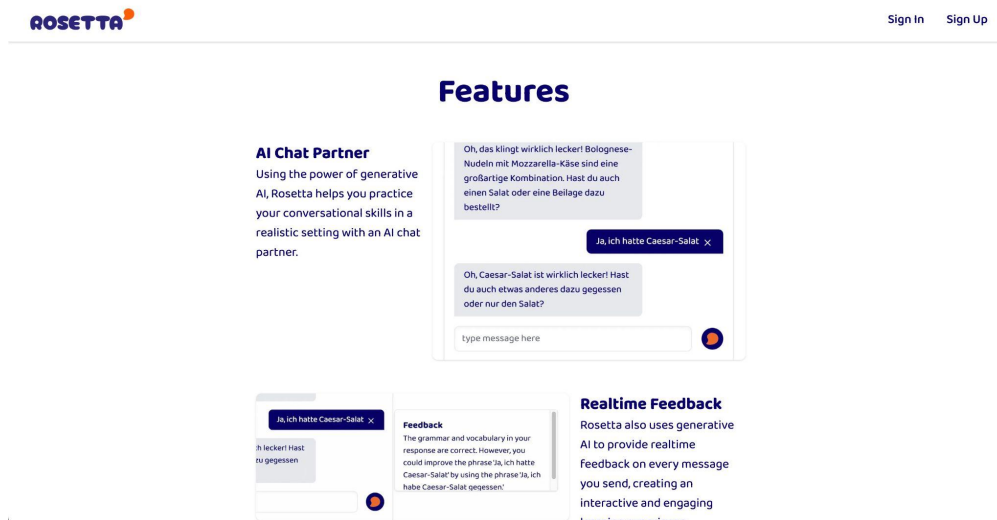 ROSETTA
Sign In Sign Up
Features
AI Chat Partner
Using the power of generative
AI, Rosetta helps you practice
your conversational skills in a
realistic setting with an AI chat
partner.
Oh, das klingt wirklich lecker! Bolognese-
Nudeln mit Mozzarella-Käse sind eine
großartige Kombination. Hast du auch
einen Salat oder eine Beilage dazu
bestellt?
Ja, ich hatte Caesar-Salat ×
Oh, Caesar-Salat ist wirklich lecker! Hast
du auch etwas anderes dazu gegessen
oder nur den Salat?
type message here
Ja, ich hatte Caesar-Salat ×
h lecker! Hast
zu gegessen
Feedback
The grammar and vocabulary in your
response are correct. However, you
could improve the phrase 'Ja, ich hatte
Caesar-Salat' by using the phrase 'Ja, ich
habe Caesar-Salat gegessen.'
Realtime Feedback
Rosetta also uses generative
AI to provide realtime
feedback on every message
you send, creating an
interactive and engaging